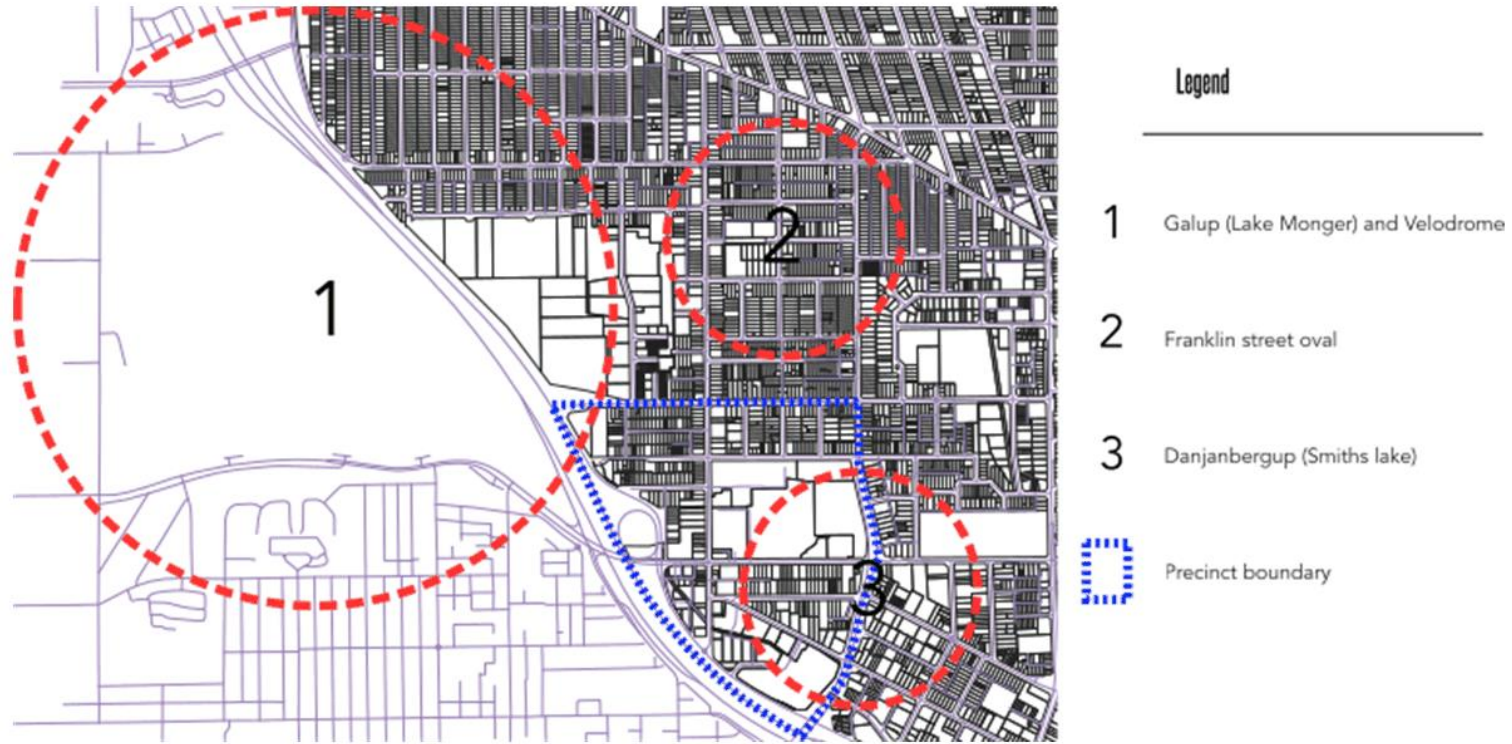 1
2
3
Legend
1 Galup (Lake Monger) and Velodrome
2 Franklin street oval
3 Danjanbergup (Smiths lake)
Precinct boundary